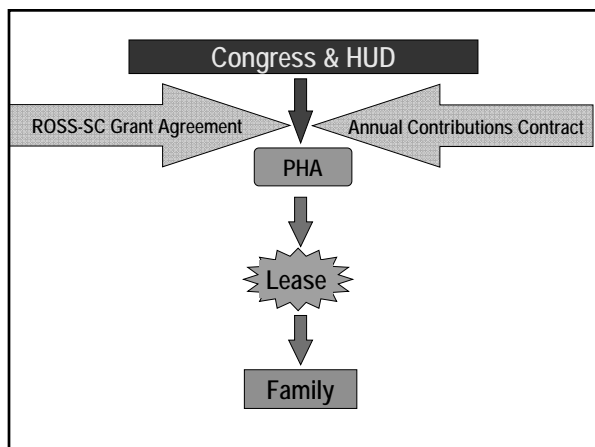 Congress & HUD
ROSS-SC Grant Agreement
Annual Contributions Contract
PHA
Lease
Family